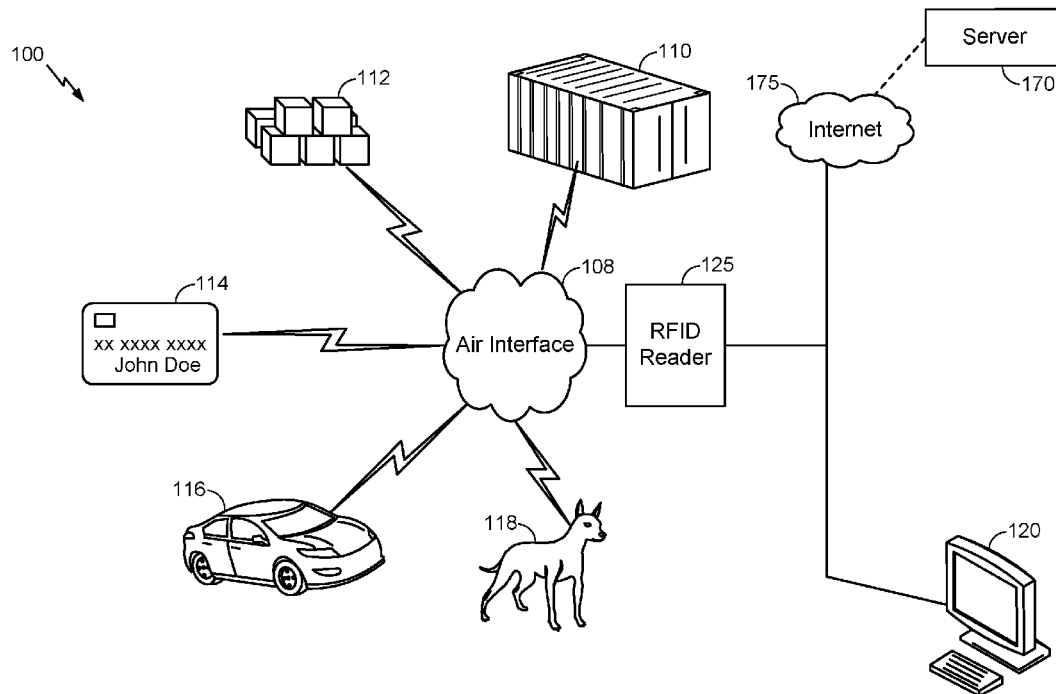 100
112
110
175
Server
170
Internet
114
xx xxxx xxxx
John Doe
108
Air Interface
125
RFID
Reader
116
118
120